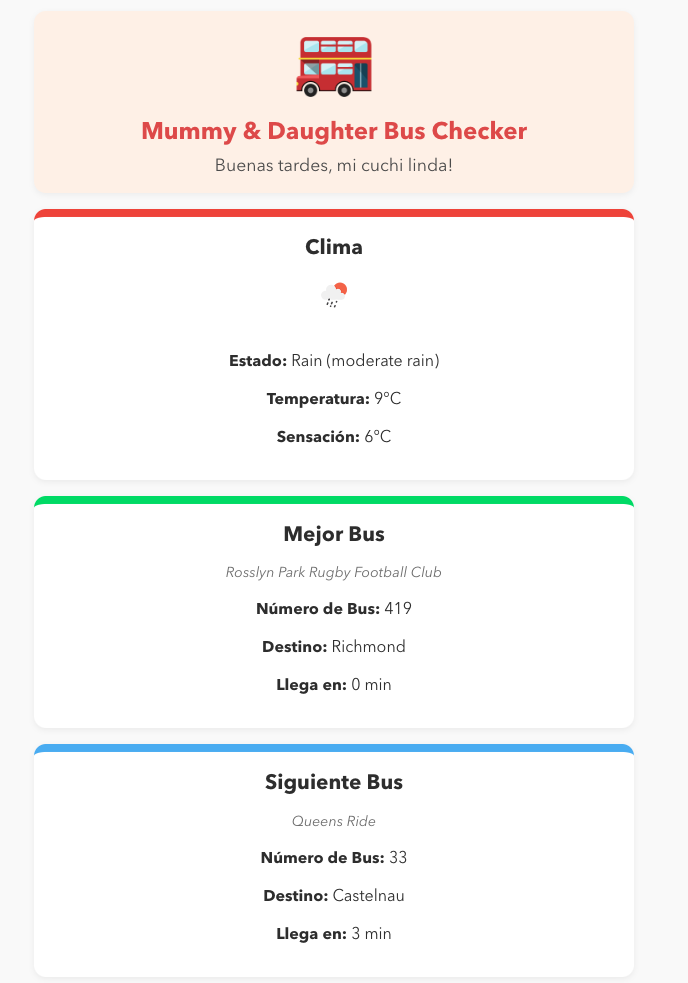 Mummy & Daughter Bus Checker
Buenas tardes, mi cuchi linda!
Clima
Estado: Rain (moderate rain)
Temperatura: 9°C
Sensación: 6°C
Mejor Bus
Rosslyn Park Rugby Football Club
Número de Bus: 419
Destino: Richmond
Llega en: 0 min
Siguiente Bus
Queens Ride
Número de Bus: 33
Destino: Castelnau
Llega en: 3 min